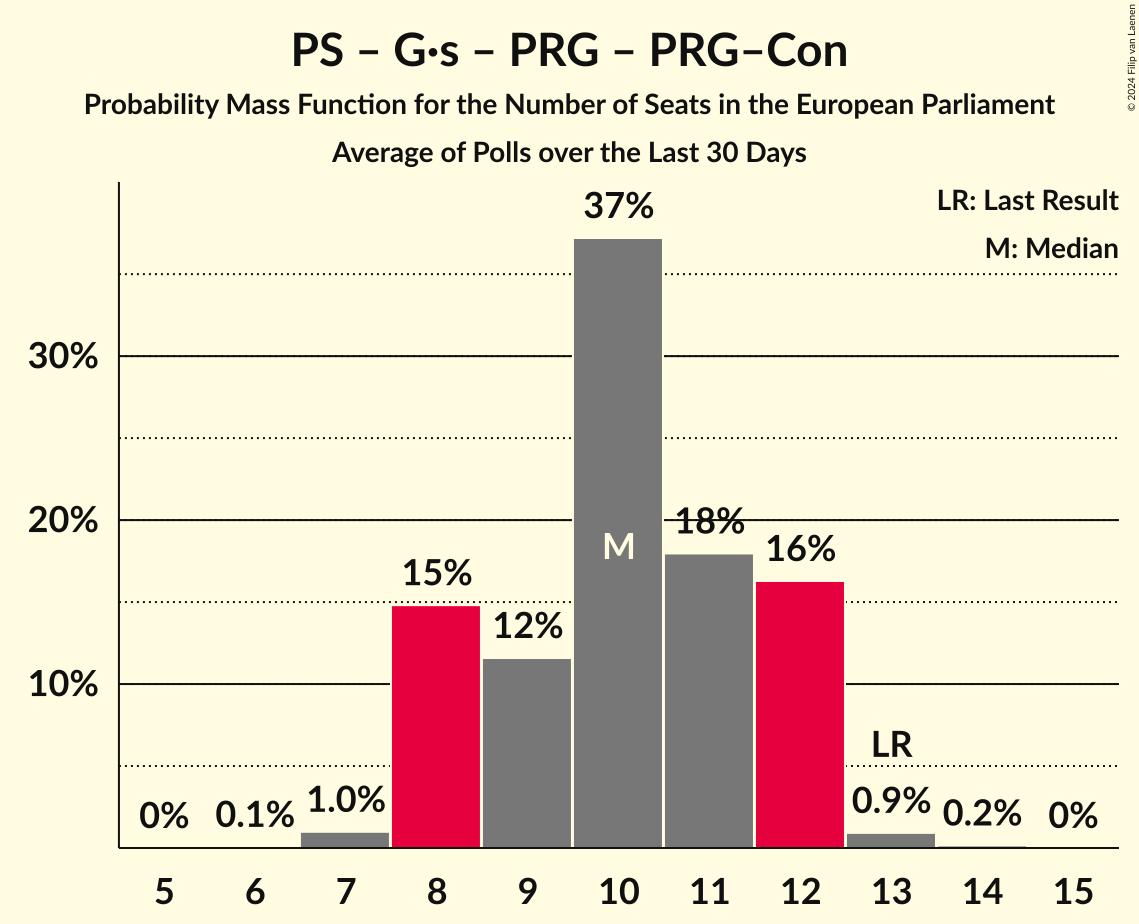 PS – G·s – PRG – PRG–Con
Probability Mass Function for the Number of Seats in the European Parliament
Average of Polls over the Last 30 Days
© 2024 Filip van Laenen
LR: Last Result
M: Median
37%
30%
20%
10%
18%
16%
15%
12%
M
LR
0%
0.1%
1.0%
0.9%
0.2%
0%
5 6 7 8 9 10 11 12 13 14 15